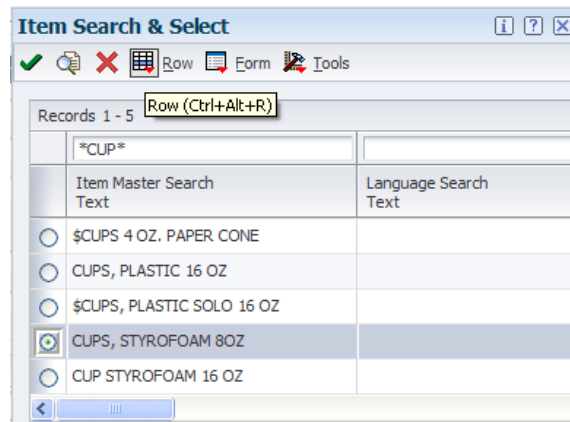 Item Search & Select
Row Form Tools
Row (Ctrl+Alt+R)
Records 1 - 5
*CUP*
Item Master Search Language Search
Text Text
$CUPS 4 OZ. PAPER CONE
CUPS, PLASTIC 16 OZ
$CUPS, PLASTIC SOLO 16 OZ
CUPS, STYROFOAM 8OZ
CUP STYROFOAM 16 OZ